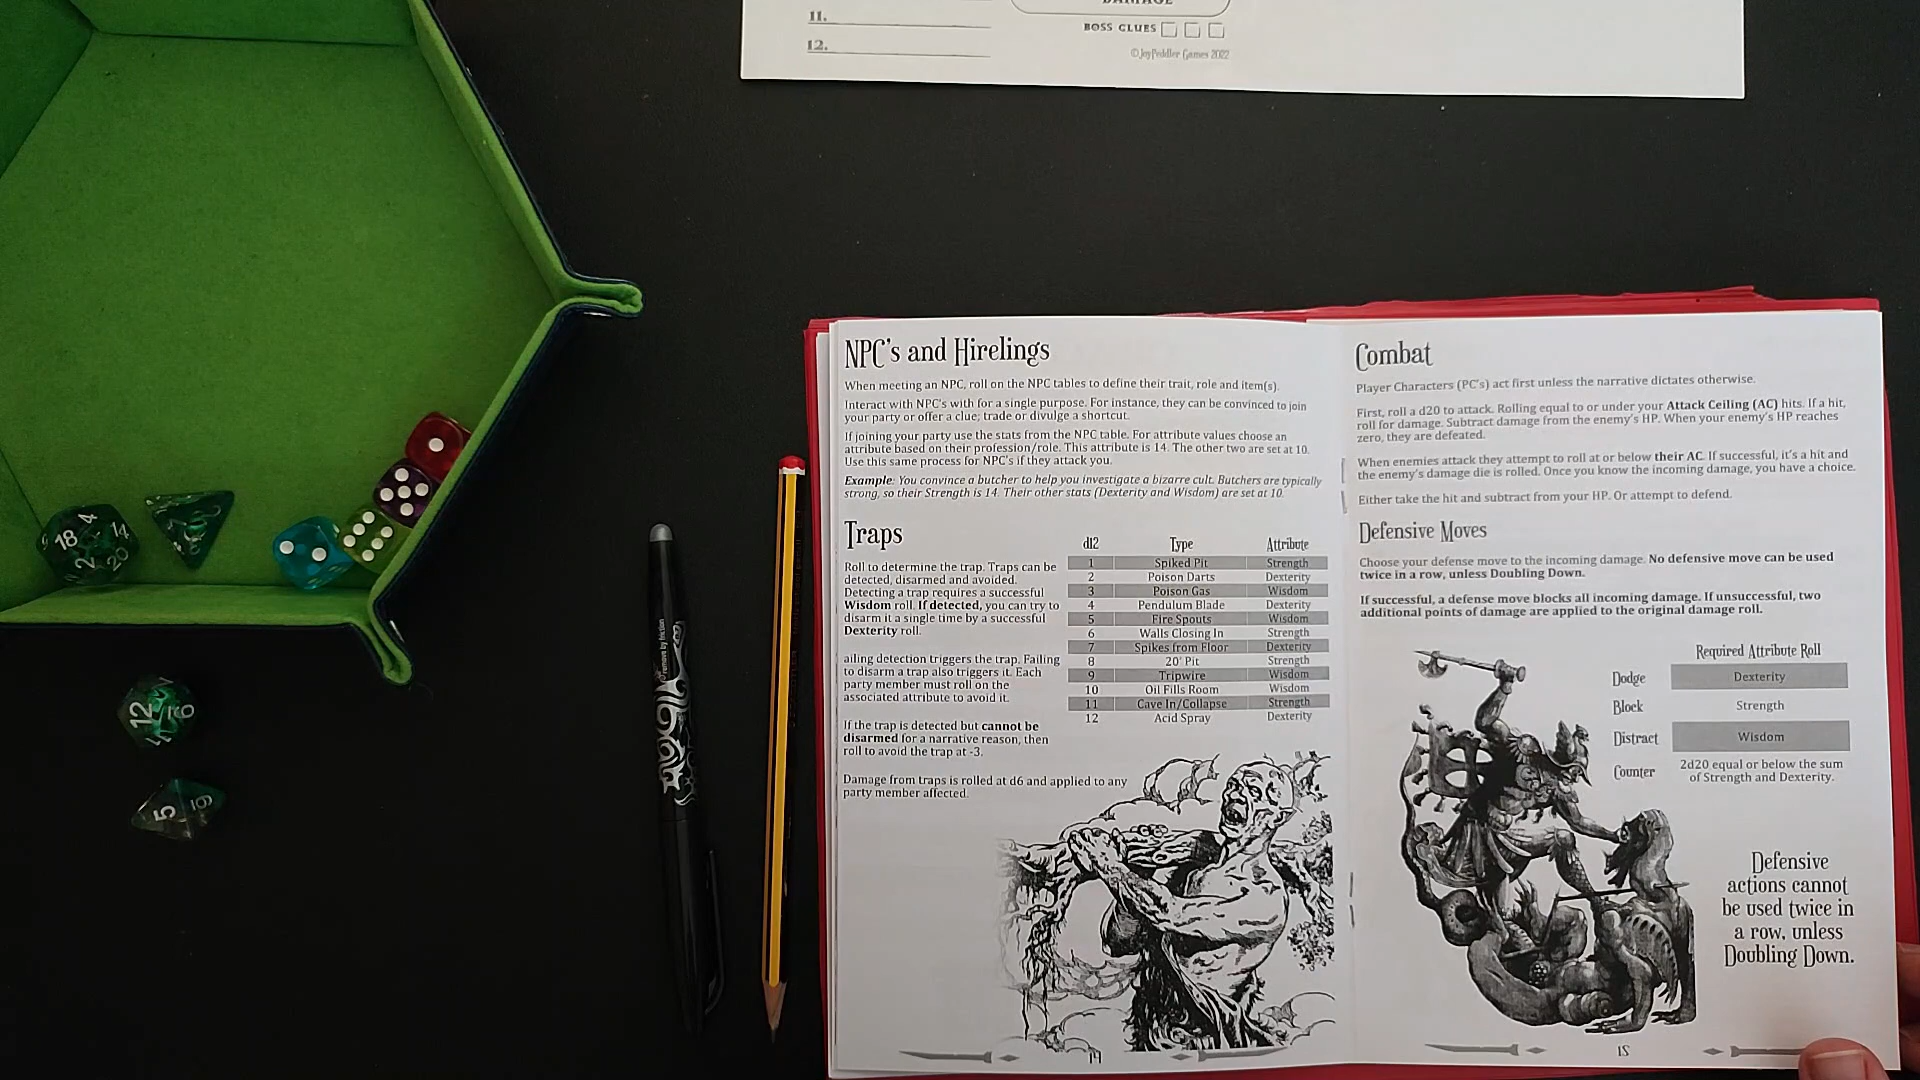 11.
12.
DAMAGE
BOSS CLUES
©JoyPeddler Games 2022
NPC's and Hirelings
When meeting an NPC, roll on the NPC tables to define their trait, role and item(s).
Interact with NPC's with for a single purpose. For instance, they can be convinced to join
your party or offer a clue, trade or divulge a shortcut.
If joining your party use the stats from the NPC table. For attribute values choose an
attribute based on their profession/role. This attribute is 14. The other two are set at 10.
Use this same process for NPC's if they attack you.
Example: You convince a butcher to help you investigate a bizarre cult. Butchers are typically
strong, so their Strength is 14. Their other stats (Dexterity and Wisdom) are set at 10.
Traps
Roll to determine the trap. Traps can be
detected, disarmed and avoided.
Detecting a trap requires a successful
Wisdom roll. If detected, you can try to
disarm it a single time by a successful
Dexterity roll.
ailing detection triggers the trap. Failing
to disarm a trap also triggers it. Each
party member must roll on the
associated attribute to avoid it.
If the trap is detected but cannot be
disarmed for a narrative reason, then
roll to avoid the trap at -3.
Damage from traps is rolled at d6 and applied to any
party member affected.
d12 Type Attribute
1 Spiked Pit Strength
2 Poison Darts Dexterity
3 Poison Gas Wisdom
4 Pendulum Blade Dexterity
5 Fire Spouts Wisdom
6 Walls Closing In Strength
7 Spikes from Floor Dexterity
8 20' Pit Strength
9 Tripwire Wisdom
10 Oil Fills Room Wisdom
11 Cave In/Collapse Strength
12 Acid Spray Dexterity
14
Combat
Player Characters (PC's) act first unless the narrative dictates otherwise.
First, roll a d20 to attack. Rolling equal to or under your Attack Ceiling (AC) hits. If a hit,
roll for damage. Subtract damage from the enemy's HP. When your enemy's HP reaches
zero, they are defeated.
When enemies attack they attempt to roll at or below their AC. If successful, it's a hit and
the enemy's damage die is rolled. Once you know the incoming damage, you have a choice.
Either take the hit and subtract from your HP. Or attempt to defend.
Defensive Moves
Choose your defense move to the incoming damage. No defensive move can be used
twice in a row, unless Doubling Down.
If successful, a defense move blocks all incoming damage. If unsuccessful, two
additional points of damage are applied to the original damage roll.
Required Attribute Roll
Dodge Dexterity
Block Strength
Distract Wisdom
Counter 2d20 equal or below the sum
of Strength and Dexterity.
Defensive
actions cannot
be used twice in
a row, unless
Doubling Down.
15
18
4
14
2
20
12
5
remove by friction